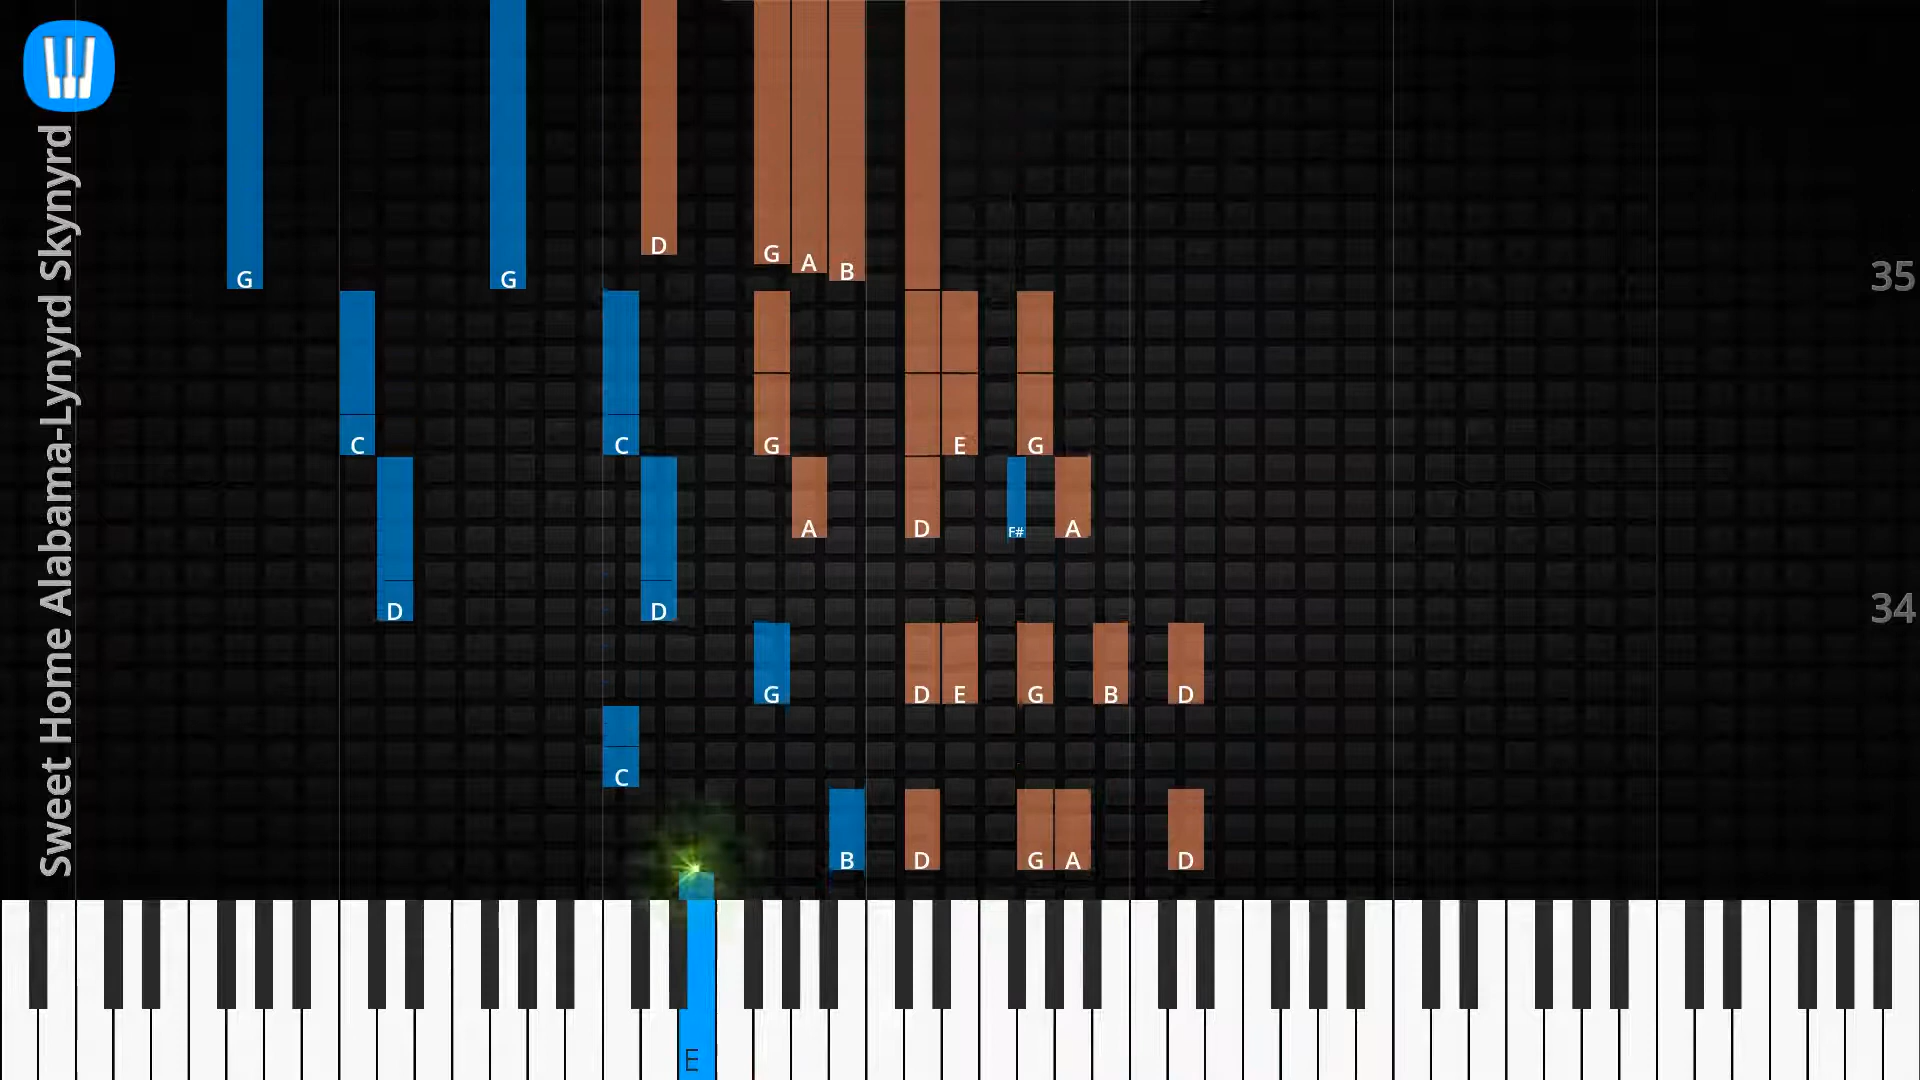 Sweet Home Alabama-Lynyrd Skynyrd
D
G A B
G G
35
C C G E G
A D F# A
D D
34
G D E G B D
C
B D G A D
E